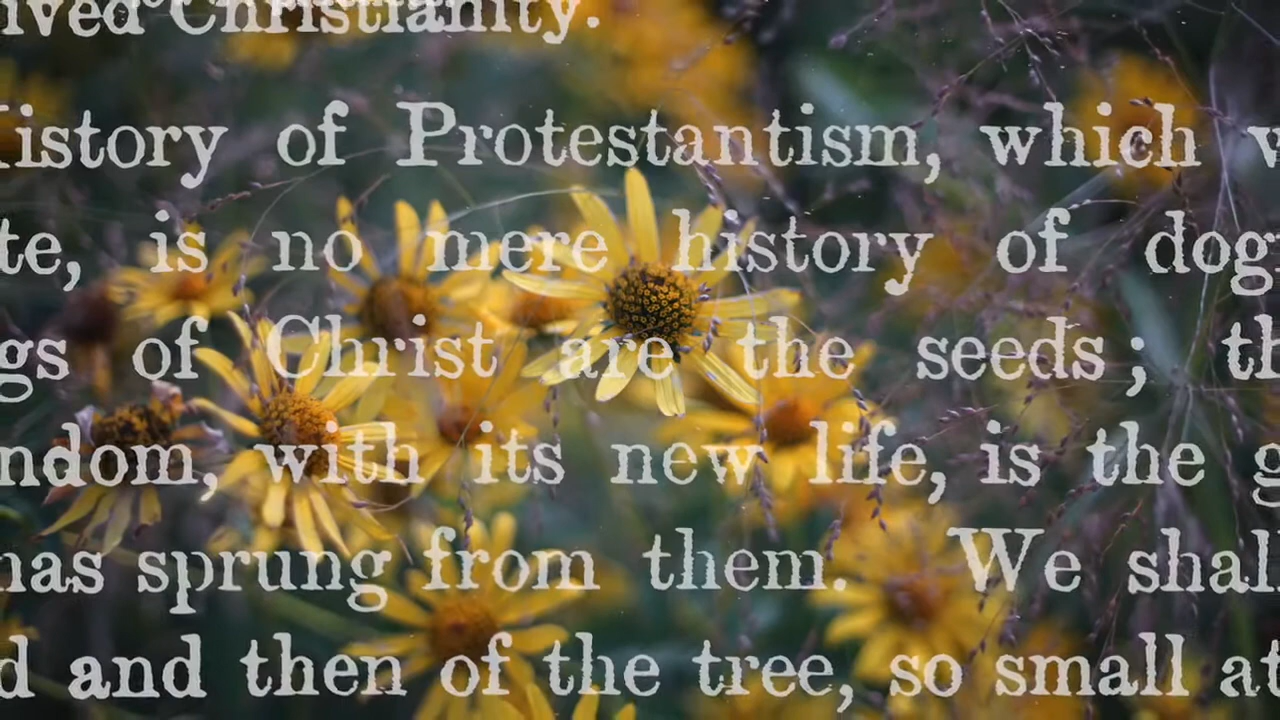 ived Christianity.
History of Protestantism, which w
te, is no mere history of dog
gs of Christ are the seeds; th
ndom, with its new life, is the g
has sprung from them. We shal
d and then of the tree, so small at